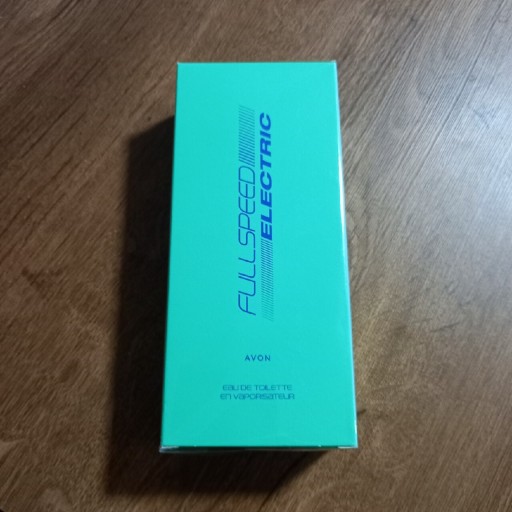 FULL SPEED
ELECTRIC
AVON
EAU DE TOILETTE
EN VAPORISATEUR